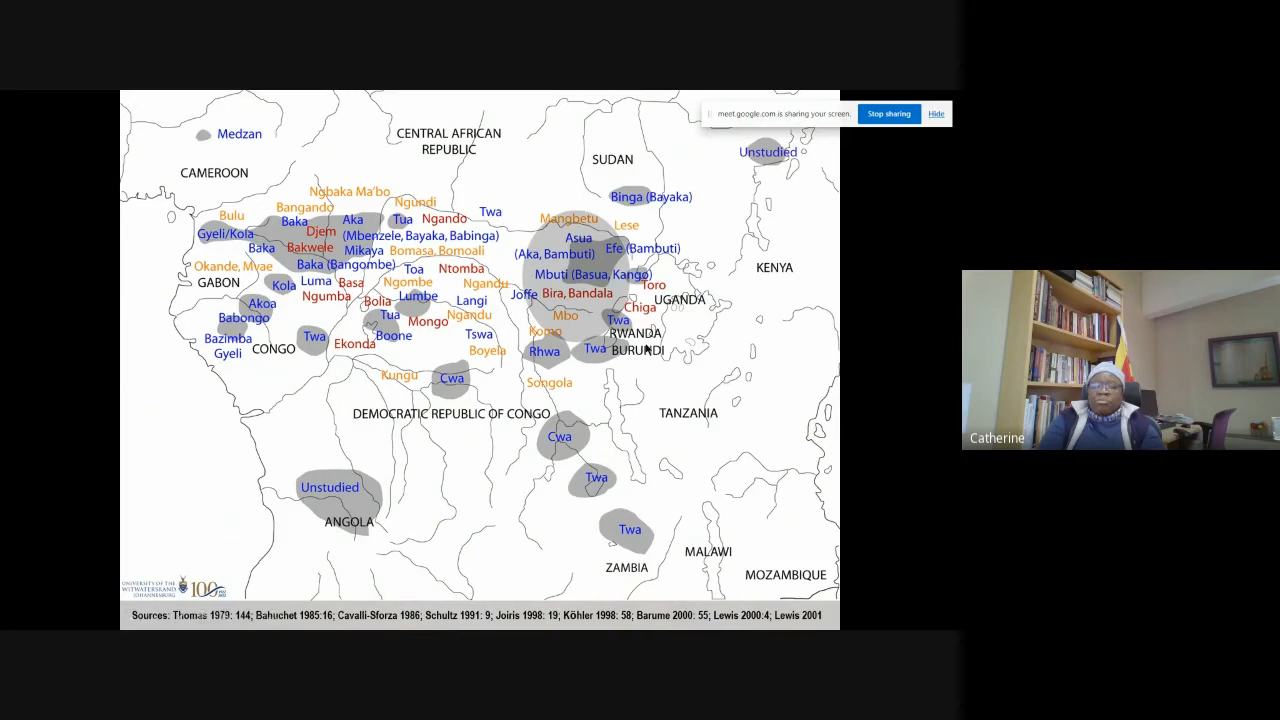 meet.google.com is sharing your screen.
Stop sharing
Hide
Medzan
CENTRAL AFRICAN
REPUBLIC
SUDAN
Unstudied
CAMEROON
Ngbaka Ma'bo
Binga (Bayaka)
Bangando
Ngundi
Bulu
Baka
Aka
Tua
Ngando
Twa
Mangbetu
Lese
Gyeli/Kola
Djem
(Mbenzele, Bayaka, Babinga)
Asua
Baka
Bakwele
Mikaya
Bomasa, Bomoali
(Aka, Bambuti)
Efe (Bambuti)
Okande, Mvae
Baka (Bangombe)
Toa
Ntomba
Mbuti (Basua, Kango)
KENYA
GABON
Kola
Luma
Basa
Ngombe
Ngandu
Toro
Ngumba
Bolia
Lumbe
Langi
Joffe
Bira, Bandala
UGANDA
Akoa
Chiga
Babongo
Tua
Mongo
Ngandu
Mbo
Twa
Bazimba
Twa
Boone
Tswa
Komo
RWANDA
Gyeli
CONGO
Ekonda
Boyela
Rhwa
Twa
BURUNDI
Kungu
Cwa
Songola
DEMOCRATIC REPUBLIC OF CONGO
TANZANIA
Cwa
Unstudied
Twa
ANGOLA
Twa
MALAWI
ZAMBIA
MOZAMBIQUE
UNIVERSITY OF THE
WITWATERSRAND
JOHANNESBURG
100
Sources: Thomas 1979: 144; Bahuchet 1985:16; Cavalli-Sforza 1986; Schultz 1991: 9; Joiris 1998: 19; Köhler 1998: 58; Barume 2000: 55; Lewis 2000:4; Lewis 2001
Catherine